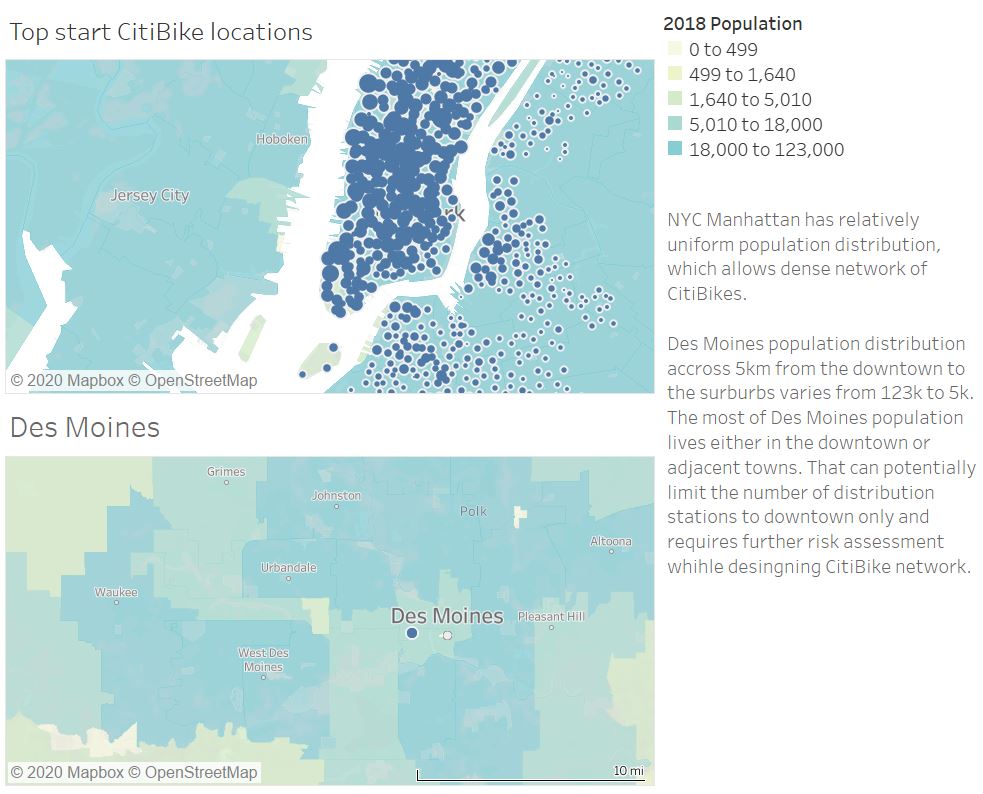 Top start CitiBike locations
Hoboken
Jersey City
rk
© 2020 Mapbox © OpenStreetMap
Des Moines
Grimes
Johnston
Polk
Altoona
Urbandale
Waukee
Des Moines
Pleasant Hill
West Des
Moines
10 mi
© 2020 Mapbox © OpenStreetMap
2018 Population
0 to 499
499 to 1,640
1,640 to 5,010
5,010 to 18,000
18,000 to 123,000
NYC Manhattan has relatively
uniform population distribution,
which allows dense network of
CitiBikes.
Des Moines population distribution
accross 5km from the downtown to
the surburbs varies from 123k to 5k.
The most of Des Moines population
lives either in the downtown or
adjacent towns. That can potentially
limit the number of distribution
stations to downtown only and
requires further risk assessment
whihle desingning CitiBike network.